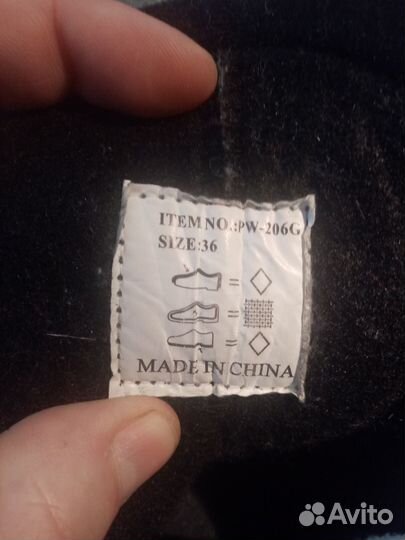 ITEM NO.:PW-206G
SIZE:36
MADE IN CHINA
Avito